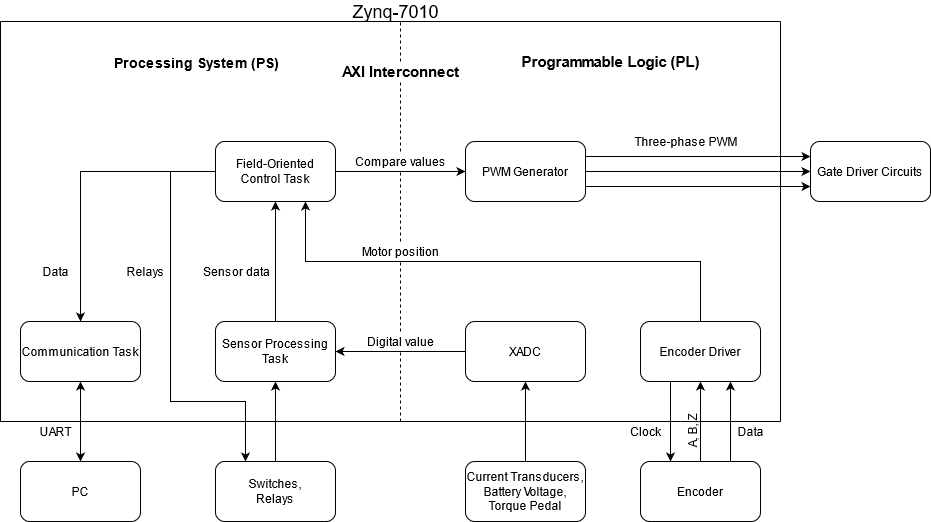 Zynq-7010
Processing System (PS)
AXI Interconnect
Programmable Logic (PL)
Field-Oriented
Control Task
Compare values
PWM Generator
Three-phase PWM
Gate Driver Circuits
Motor position
Data
Relays
Sensor data
Communication Task
Sensor Processing
Task
Digital value
XADC
Encoder Driver
UART
Clock
A, B, Z
Data
PC
Switches,
Relays
Current Transducers,
Battery Voltage,
Torque Pedal
Encoder